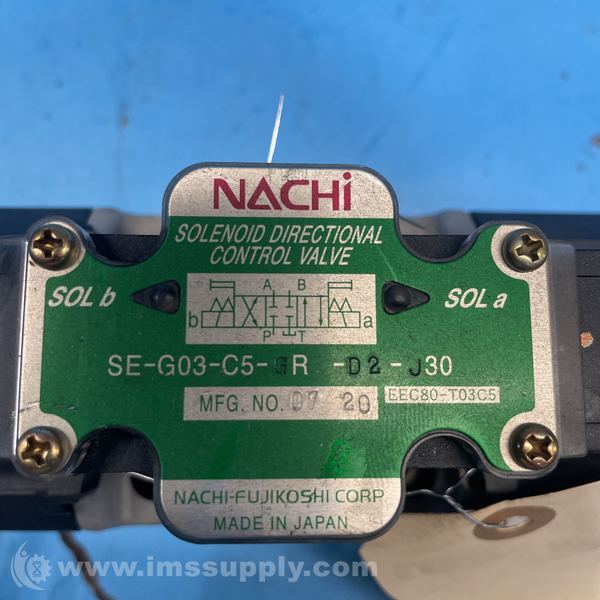 NACHi
SOLENOID DIRECTIONAL
CONTROL VALVE
SOL b
SOL a
A B
b a
P T
SE-G03-C5-GR -D2-J30
MFG. NO. 07 20
EEC80-T03C5
NACHI-FUJIKOSHI CORP.
MADE IN JAPAN
www.imssupply.com